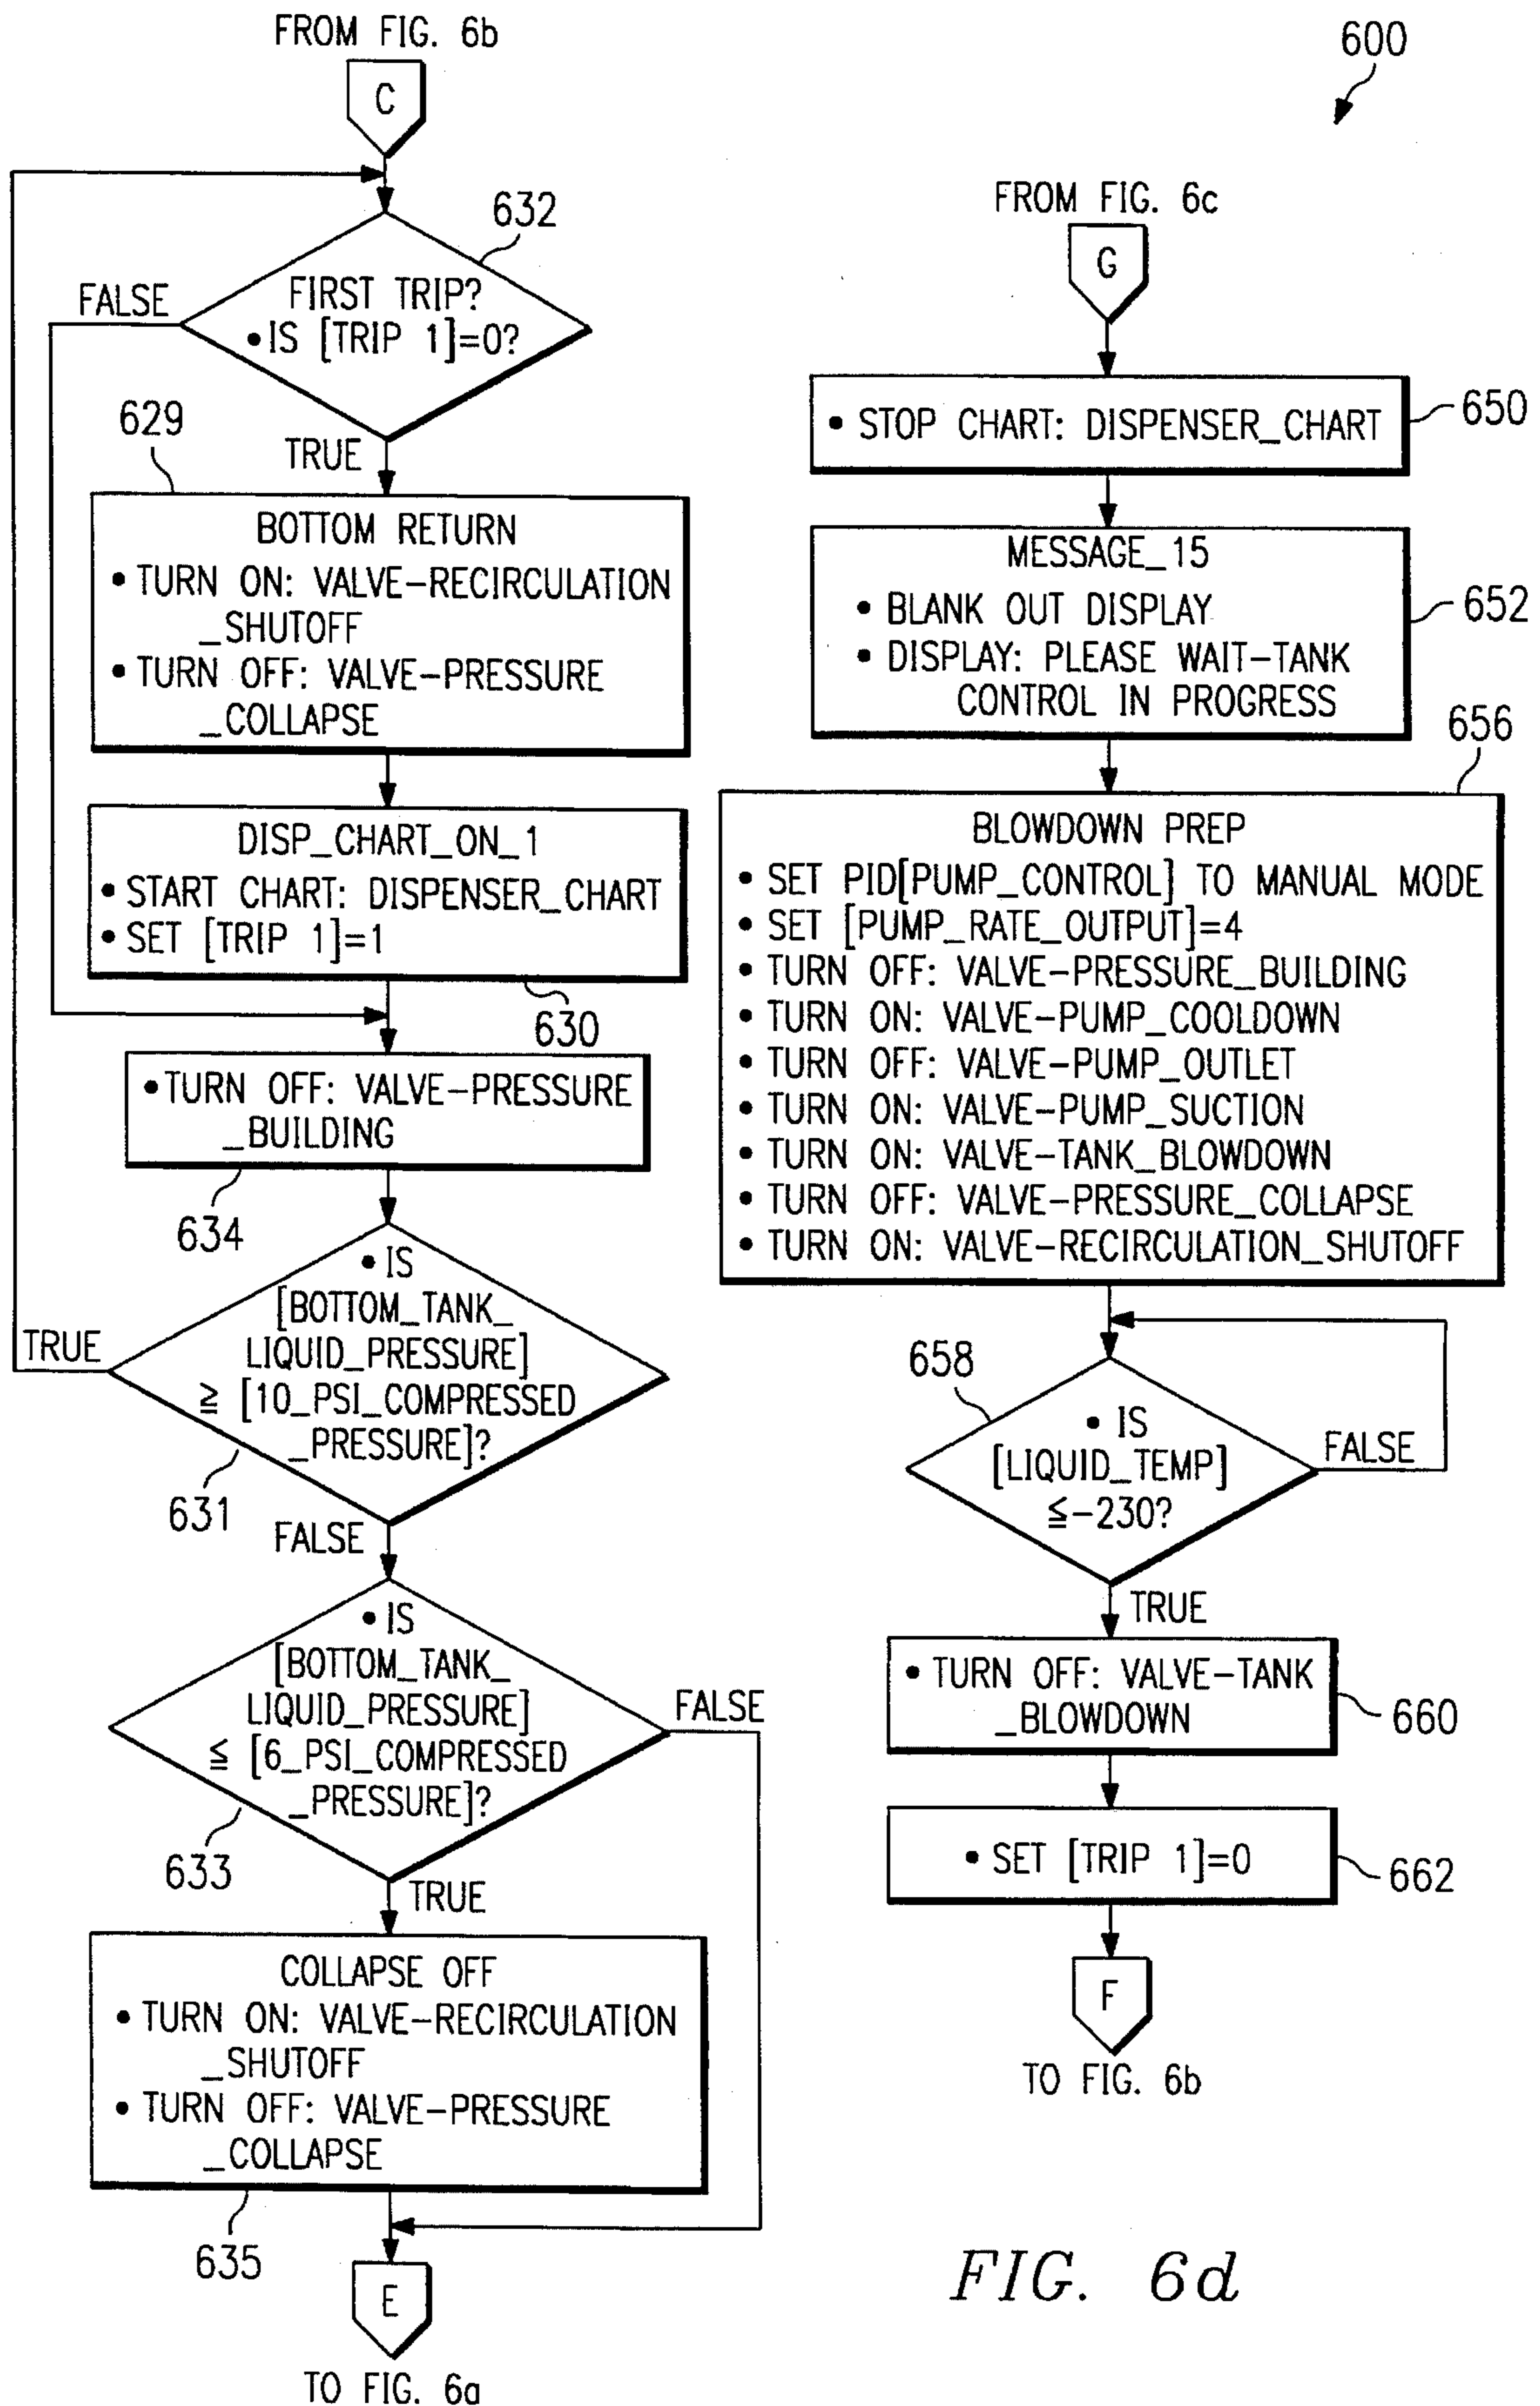 FROM FIG. 6b
C
632
FIRST TRIP?
•IS [TRIP 1]=0?
FALSE
TRUE
629
BOTTOM RETURN
• TURN ON: VALVE-RECIRCULATION
_SHUTOFF
• TURN OFF: VALVE-PRESSURE
_COLLAPSE
DISP_CHART_ON_1
• START CHART: DISPENSER_CHART
• SET [TRIP 1]=1
630
• TURN OFF: VALVE-PRESSURE
_BUILDING
634
• IS
[BOTTOM_TANK_
LIQUID_PRESSURE]
≧ [10_PSI_COMPRESSED
_PRESSURE]?
TRUE
631
FALSE
• IS
[BOTTOM_TANK_
LIQUID_PRESSURE]
≦ [6_PSI_COMPRESSED
_PRESSURE]?
FALSE
633
TRUE
COLLAPSE OFF
• TURN ON: VALVE-RECIRCULATION
_SHUTOFF
• TURN OFF: VALVE-PRESSURE
_COLLAPSE
635
E
TO FIG. 6a
600
FROM FIG. 6c
G
• STOP CHART: DISPENSER_CHART
650
MESSAGE_15
• BLANK OUT DISPLAY
• DISPLAY: PLEASE WAIT-TANK
CONTROL IN PROGRESS
652
656
BLOWDOWN PREP
• SET PID[PUMP_CONTROL] TO MANUAL MODE
• SET [PUMP_RATE_OUTPUT]=4
• TURN OFF: VALVE-PRESSURE_BUILDING
• TURN ON: VALVE-PUMP_COOLDOWN
• TURN OFF: VALVE-PUMP_OUTLET
• TURN ON: VALVE-PUMP_SUCTION
• TURN ON: VALVE-TANK_BLOWDOWN
• TURN OFF: VALVE-PRESSURE_COLLAPSE
• TURN ON: VALVE-RECIRCULATION_SHUTOFF
658
• IS
[LIQUID_TEMP]
≦-230?
FALSE
TRUE
• TURN OFF: VALVE-TANK
_BLOWDOWN
660
• SET [TRIP 1]=0
662
F
TO FIG. 6b
FIG. 6d